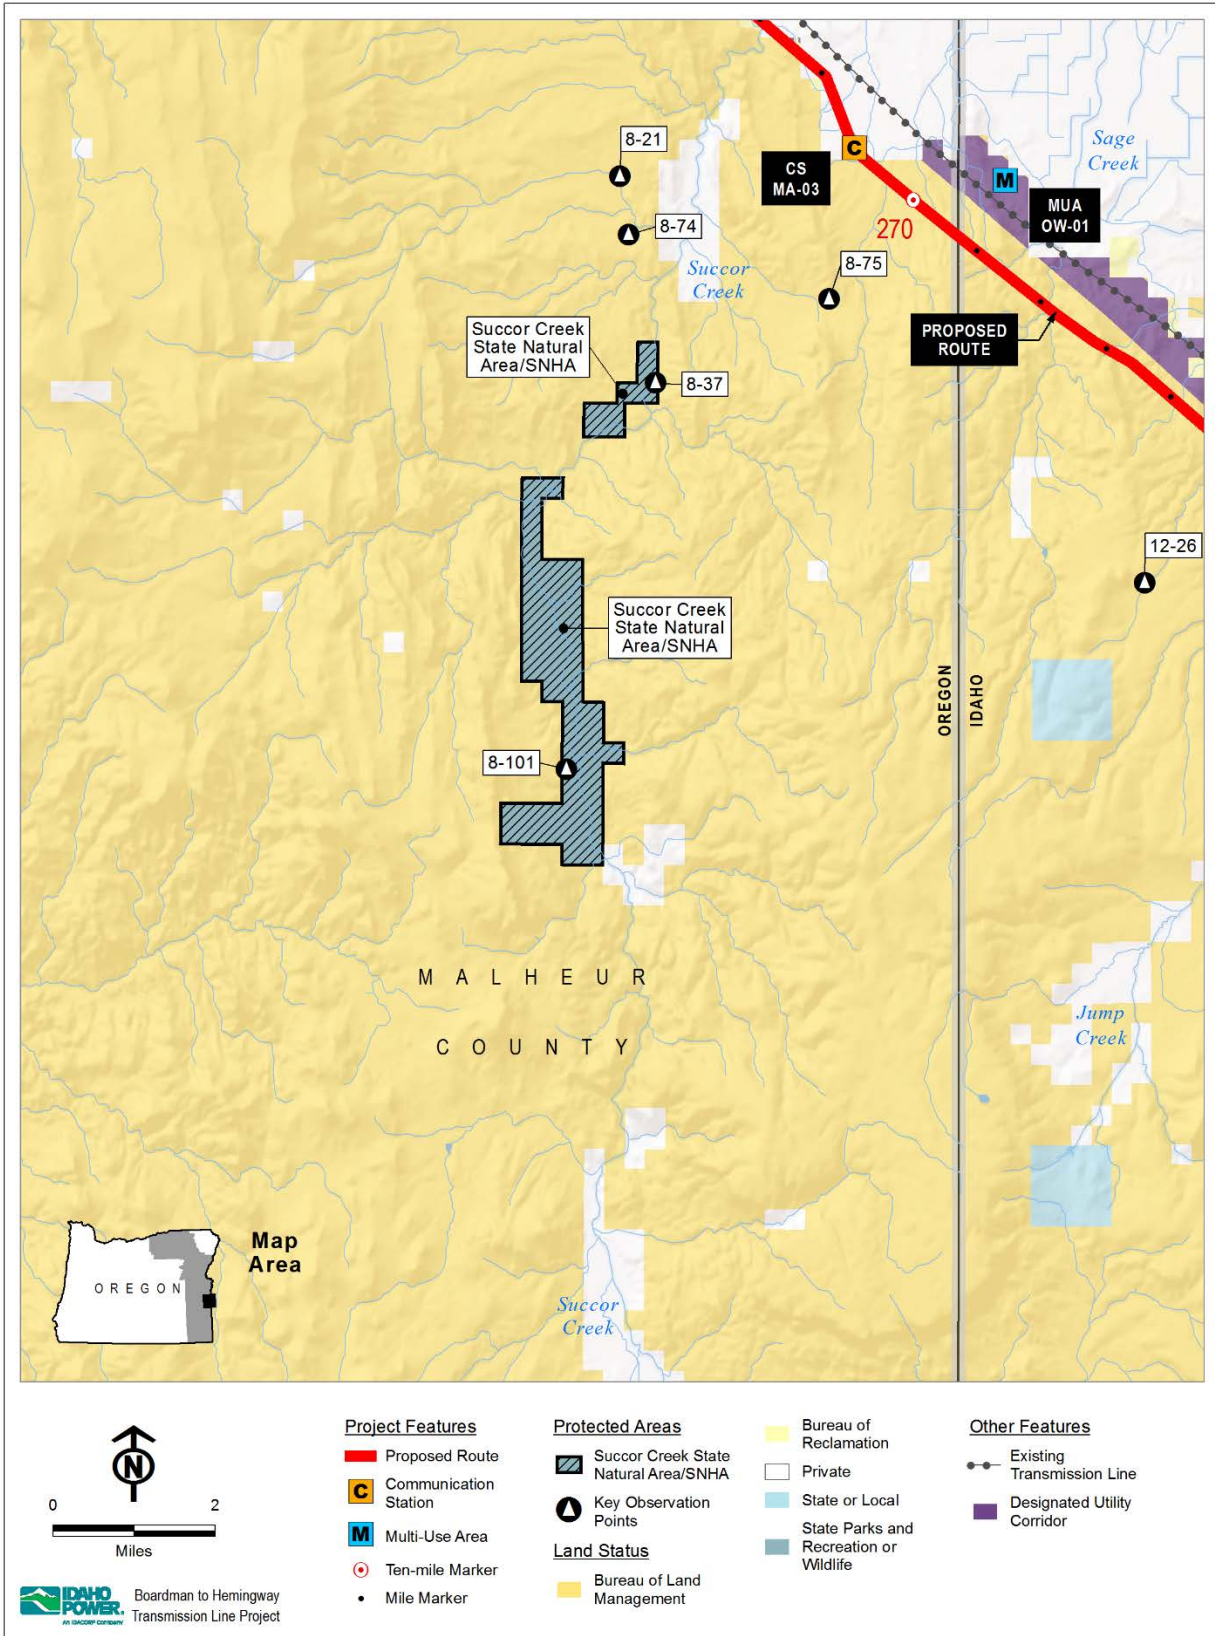 8-21
C
CS
MA-03
M
Sage
Creek
MUA
OW-01
8-74
270
8-75
Succor
Creek
PROPOSED
ROUTE
Succor Creek
State Natural
Area/SNHA
8-37
12-26
Succor Creek
State Natural
Area/SNHA
OREGON
IDAHO
8-101
MALHEUR
COUNTY
Jump
Creek
Map
Area
OREGON
Succor
Creek
N
0 2
Miles
IDAHO
POWER.
AN IDACORP Company
Boardman to Hemingway
Transmission Line Project
Project Features
Proposed Route
C
Communication
Station
M
Multi-Use Area
Ten-mile Marker
Mile Marker
Protected Areas
Succor Creek State
Natural Area/SNHA
Key Observation
Points
Land Status
Bureau of Land
Management
Bureau of
Reclamation
Private
State or Local
State Parks and
Recreation or
Wildlife
Other Features
Existing
Transmission Line
Designated Utility
Corridor